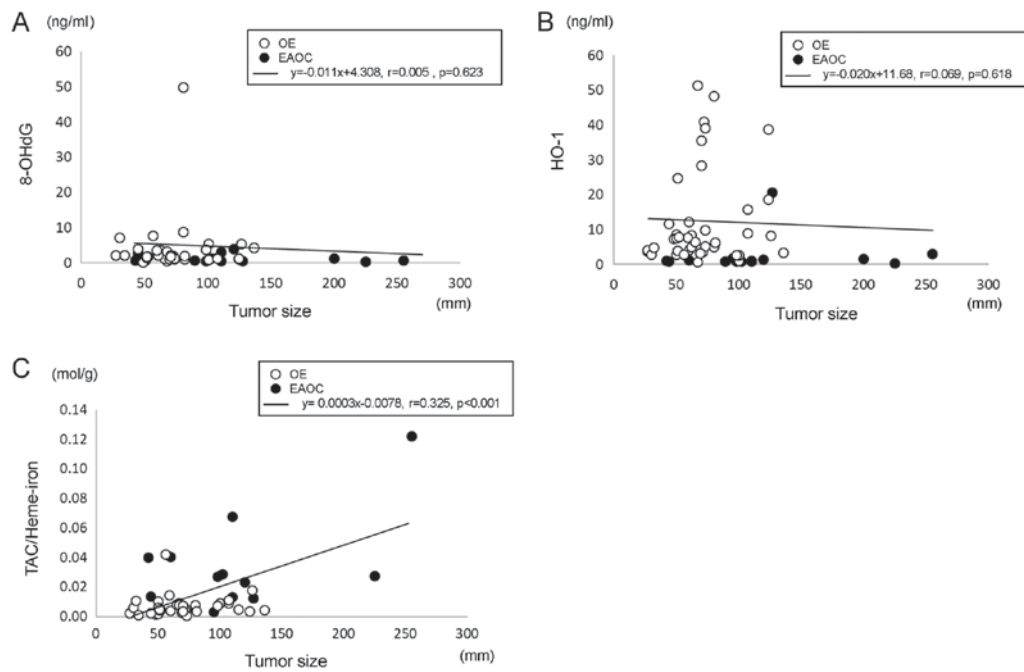 A
(ng/ml)
OE
EAOC
y=-0.011x+4.308, r=0.005 , p=0.623
60
50
40
30
20
10
0
8-OHdG
0 50 100 150 200 250 300
Tumor size
(mm)
B
(ng/ml)
OE
EAOC
y=-0.020x+11.68, r=0.069, p=0.618
60
50
40
30
20
10
0
HO-1
0 50 100 150 200 250 300
Tumor size
(mm)
C
(mol/g)
OE
EAOC
y= 0.0003x-0.0078, r=0.325, p<0.001
0.14
0.12
0.10
0.08
0.06
0.04
0.02
0.00
TAC/Heme-iron
0 50 100 150 200 250 300
Tumor size
(mm)